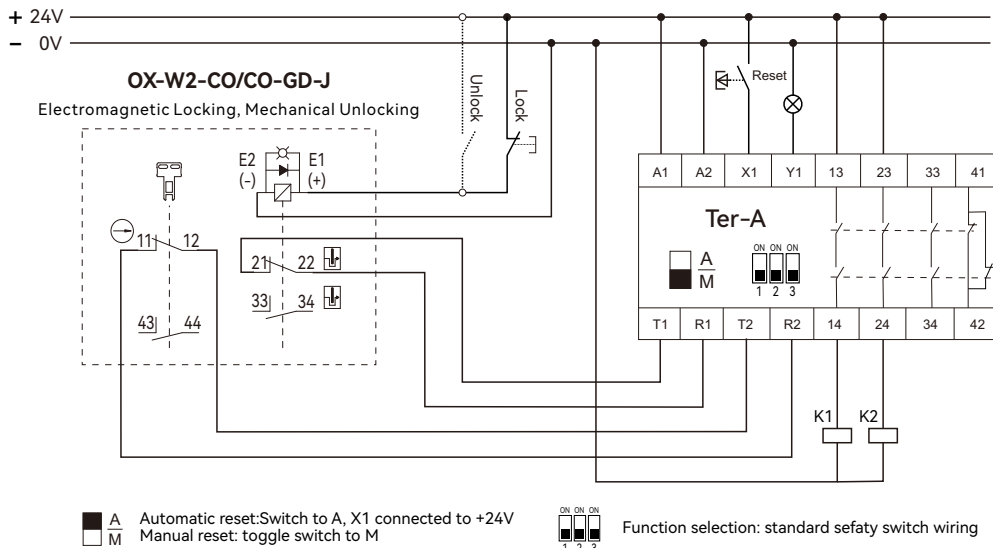 + 24V
− 0V
OX-W2-CO/CO-GD-J
Electromagnetic Locking, Mechanical Unlocking
Unlock
Lock
Reset
E2
(-)
E1
(+)
11
12
21
22
33
34
43
44
A1 A2 X1 Y1 13 23 33 41
Ter-A
A
M
ON ON ON
1 2 3
T1 R1 T2 R2 14 24 34 42
K1
K2
A
M
Automatic reset:Switch to A, X1 connected to +24V
Manual reset: toggle switch to M
ON ON ON
1 2 3
Function selection: standard sefaty switch wiring